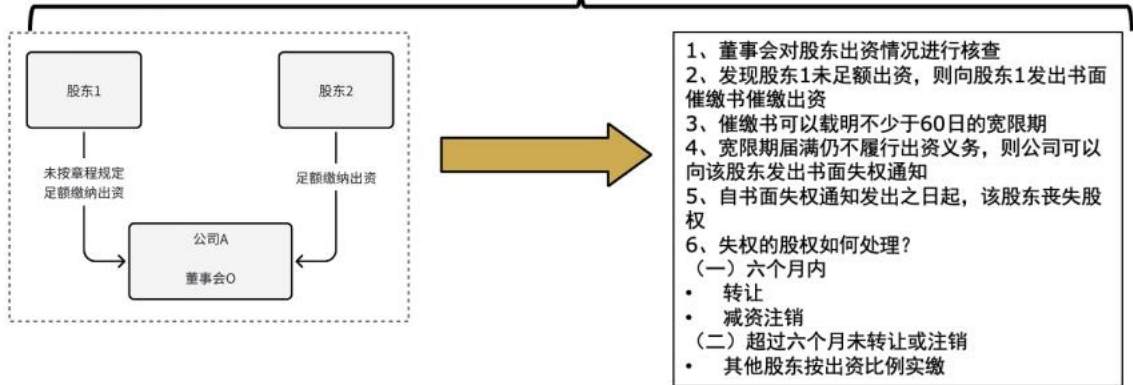 股东1
股东2
未按章程规定
足额缴纳出资
足额缴纳出资
公司A
董事会O
1、董事会对股东出资情况进行核查
2、发现股东1未足额出资，则向股东1发出书面
催缴书催缴出资
3、催缴书可以载明不少于60日的宽限期
4、宽限期届满仍不履行出资义务，则公司可以
向该股东发出书面失权通知
5、自书面失权通知发出之日起，该股东丧失股
权
6、失权的股权如何处理？
（一）六个月内
• 转让
• 减资注销
（二）超过六个月未转让或注销
• 其他股东按出资比例实缴